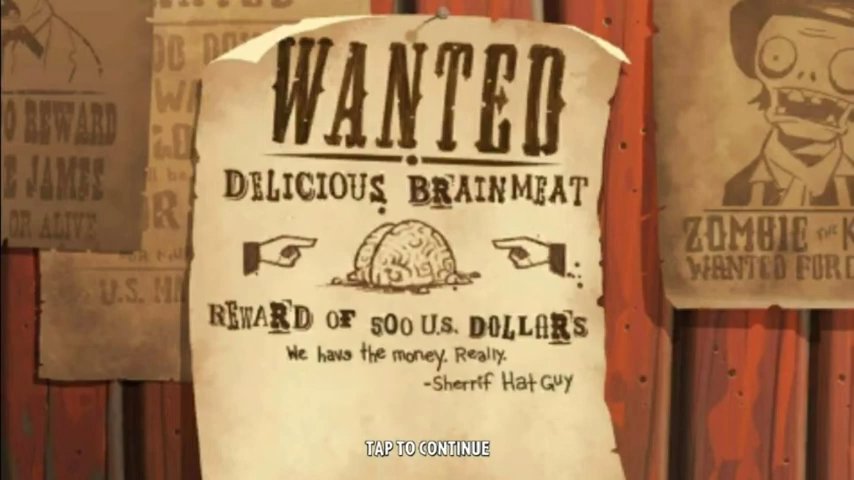 WANTED
DELICIOUS BRAINMEAT
REWARD OF 500 U.S. DOLLARS
We have the money. Really.
-Sherrif Hat Guy
TAP TO CONTINUE
REWARD
JAMES
OR ALIVE
U.S.
ZOMBIE THE
WANTED FOR